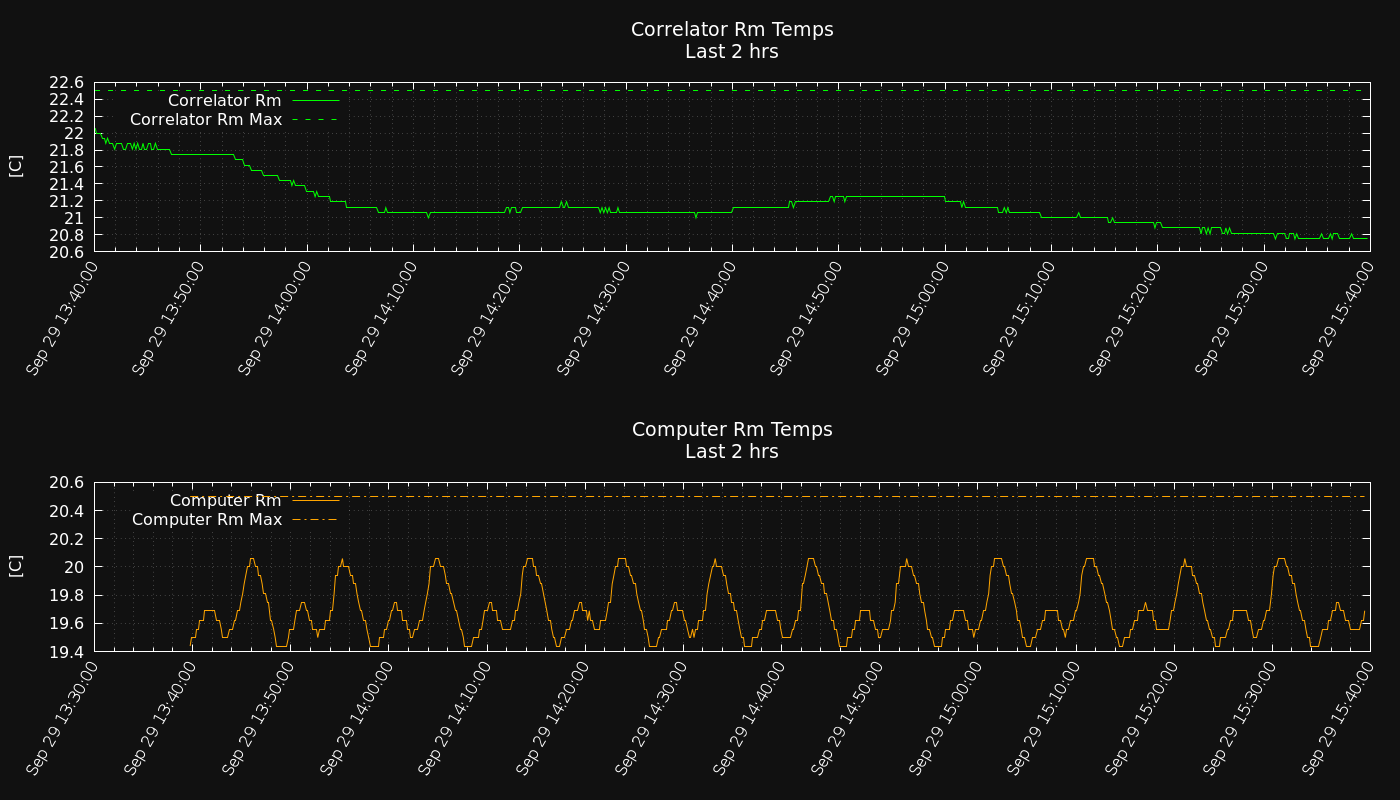 Correlator Rm Temps
Last 2 hrs
[C]
22.6
22.4
22.2
22
21.8
21.6
21.4
21.2
21
20.8
20.6
Correlator Rm
Correlator Rm Max
Sep 29 13:40:00
Sep 29 13:50:00
Sep 29 14:00:00
Sep 29 14:10:00
Sep 29 14:20:00
Sep 29 14:30:00
Sep 29 14:40:00
Sep 29 14:50:00
Sep 29 15:00:00
Sep 29 15:10:00
Sep 29 15:20:00
Sep 29 15:30:00
Sep 29 15:40:00
Computer Rm Temps
Last 2 hrs
[C]
20.6
20.4
20.2
20
19.8
19.6
19.4
Computer Rm
Computer Rm Max
Sep 29 13:30:00
Sep 29 13:40:00
Sep 29 13:50:00
Sep 29 14:00:00
Sep 29 14:10:00
Sep 29 14:20:00
Sep 29 14:30:00
Sep 29 14:40:00
Sep 29 14:50:00
Sep 29 15:00:00
Sep 29 15:10:00
Sep 29 15:20:00
Sep 29 15:30:00
Sep 29 15:40:00